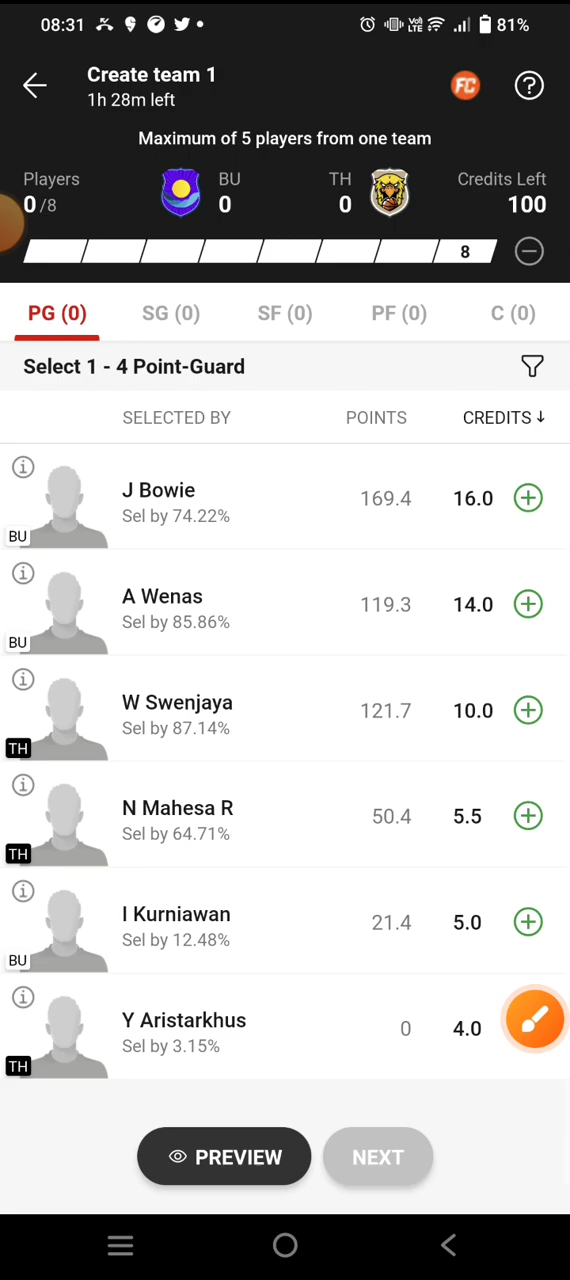 08:31 Vo) LTE 81%
Create team 1
1h 28m left
FC ?
Maximum of 5 players from one team
Players BU TH Credits Left
0/8 0 0 100
8
PG (0) SG (0) SF (0) PF (0) C (0)
Select 1 - 4 Point-Guard
SELECTED BY POINTS CREDITS ↓
J Bowie 169.4 16.0
Sel by 74.22%
BU
A Wenas 119.3 14.0
Sel by 85.86%
BU
W Swenjaya 121.7 10.0
Sel by 87.14%
TH
N Mahesa R 50.4 5.5
Sel by 64.71%
TH
I Kurniawan 21.4 5.0
Sel by 12.48%
BU
Y Aristarkhus 0 4.0
Sel by 3.15%
TH
PREVIEW NEXT